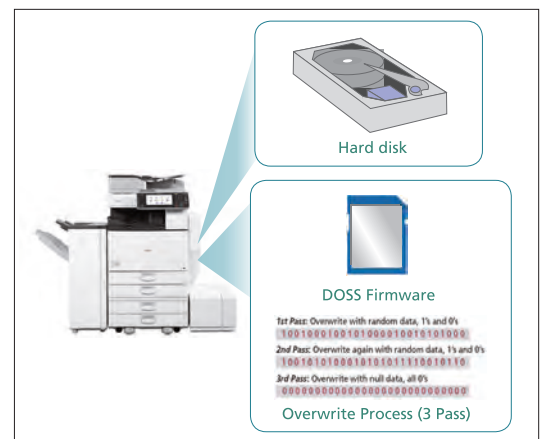 Hard disk
DOSS Firmware
1st Pass: Overwrite with random data, 1's and 0's
1001000100101000010010101000
2nd Pass: Overwrite again with random data, 1's and 0's
1001010100010101011110010110
3rd Pass: Overwrite with null data, all 0's
0000000000000000000000000000
Overwrite Process (3 Pass)